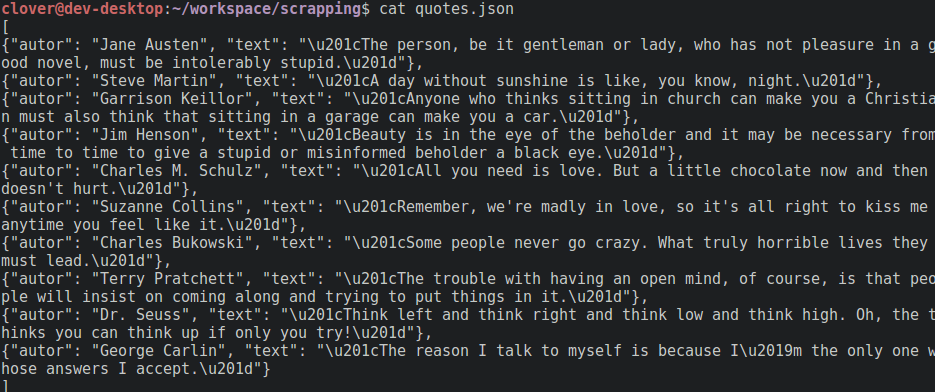 clover@dev-desktop:~/workspace/scrapping$ cat quotes.json
[
{"autor": "Jane Austen", "text": "\u201cThe person, be it gentleman or lady, who has not pleasure in a g
ood novel, must be intolerably stupid.\u201d"},
{"autor": "Steve Martin", "text": "\u201cA day without sunshine is like, you know, night.\u201d"},
{"autor": "Garrison Keillor", "text": "\u201cAnyone who thinks sitting in church can make you a Christia
n must also think that sitting in a garage can make you a car.\u201d"},
{"autor": "Jim Henson", "text": "\u201cBeauty is in the eye of the beholder and it may be necessary from
 time to time to give a stupid or misinformed beholder a black eye.\u201d"},
{"autor": "Charles M. Schulz", "text": "\u201cAll you need is love. But a little chocolate now and then
doesn't hurt.\u201d"},
{"autor": "Suzanne Collins", "text": "\u201cRemember, we're madly in love, so it's all right to kiss me
anytime you feel like it.\u201d"},
{"autor": "Charles Bukowski", "text": "\u201cSome people never go crazy. What truly horrible lives they
must lead.\u201d"},
{"autor": "Terry Pratchett", "text": "\u201cThe trouble with having an open mind, of course, is that peo
ple will insist on coming along and trying to put things in it.\u201d"},
{"autor": "Dr. Seuss", "text": "\u201cThink left and think right and think low and think high. Oh, the t
hinks you can think up if only you try!\u201d"},
{"autor": "George Carlin", "text": "\u201cThe reason I talk to myself is because I\u2019m the only one w
hose answers I accept.\u201d"}
]